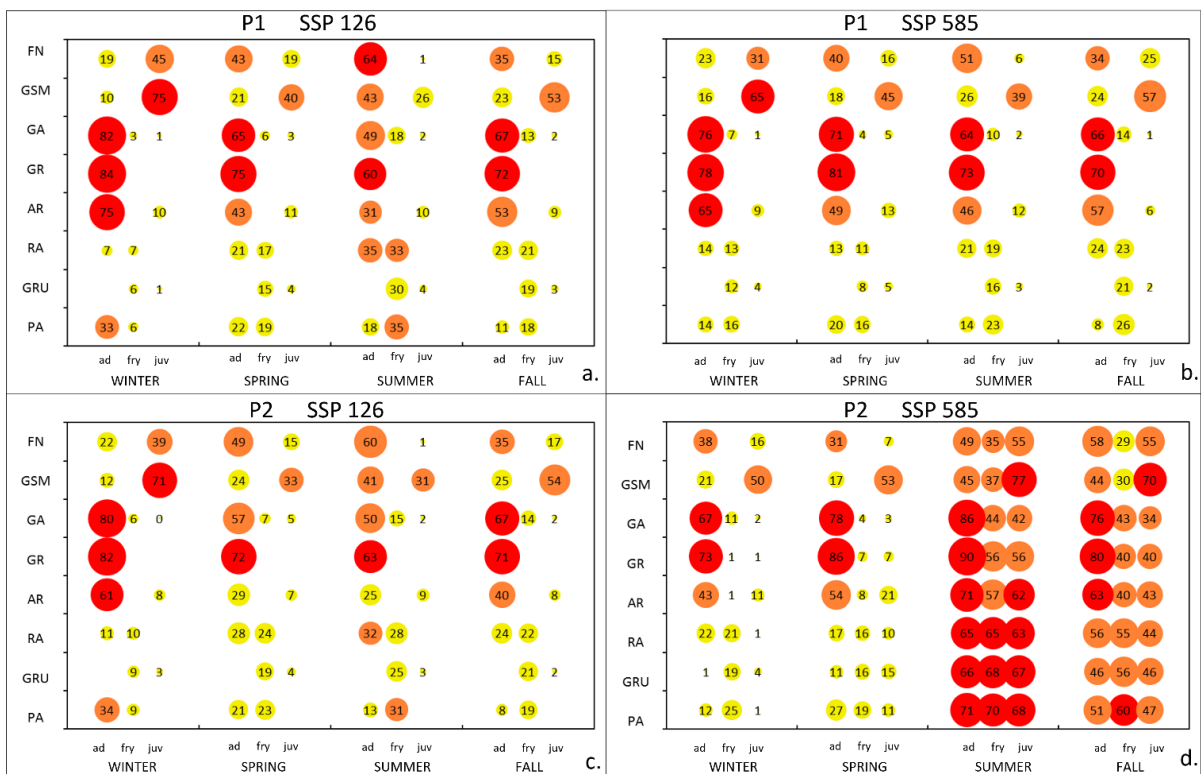 P1 SSP 126
FN 19 45 43 19 64 1 35 15
GSM 10 75 21 40 43 26 23 53
GA 82 3 1 65 6 3 49 18 2 67 13 2
GR 84 75 60 72
AR 75 10 43 11 31 10 53 9
RA 7 7 21 17 35 33 23 21
GRU 6 1 15 4 30 4 19 3
PA 33 6 22 19 18 35 11 18
ad fry juv ad fry juv ad fry juv ad fry juv
WINTER SPRING SUMMER FALL
a.
P1 SSP 585
23 31 40 16 51 6 34 25
16 65 18 45 26 39 24 57
76 7 1 71 4 5 64 10 2 66 14 1
78 81 73 70
65 9 49 13 46 12 57 6
14 13 13 11 21 19 24 23
12 4 8 5 16 3 21 2
14 16 20 16 14 23 8 26
ad fry juv ad fry juv ad fry juv ad fry juv
WINTER SPRING SUMMER FALL
b.
P2 SSP 126
FN 22 39 49 15 60 1 35 17
GSM 12 71 24 33 41 31 25 54
GA 80 6 0 57 7 5 50 15 2 67 14 2
GR 82 72 63 71
AR 61 8 29 7 25 9 40 8
RA 11 10 28 24 32 28 24 22
GRU 9 3 19 4 25 3 21 2
PA 34 9 21 23 13 31 8 19
ad fry juv ad fry juv ad fry juv ad fry juv
WINTER SPRING SUMMER FALL
c.
P2 SSP 585
FN 38 16 31 7 49 35 55 58 29 55
GSM 21 50 17 53 45 37 77 44 30 70
GA 67 11 2 78 4 3 86 44 42 76 43 34
GR 73 1 1 86 7 7 90 56 56 80 40 40
AR 43 1 11 54 8 21 71 57 62 63 40 43
RA 22 21 1 17 16 10 65 65 63 56 55 44
GRU 1 19 4 11 16 15 66 68 67 46 56 46
PA 12 25 1 27 19 11 71 70 68 51 60 47
ad fry juv ad fry juv ad fry juv ad fry juv
WINTER SPRING SUMMER FALL
d.